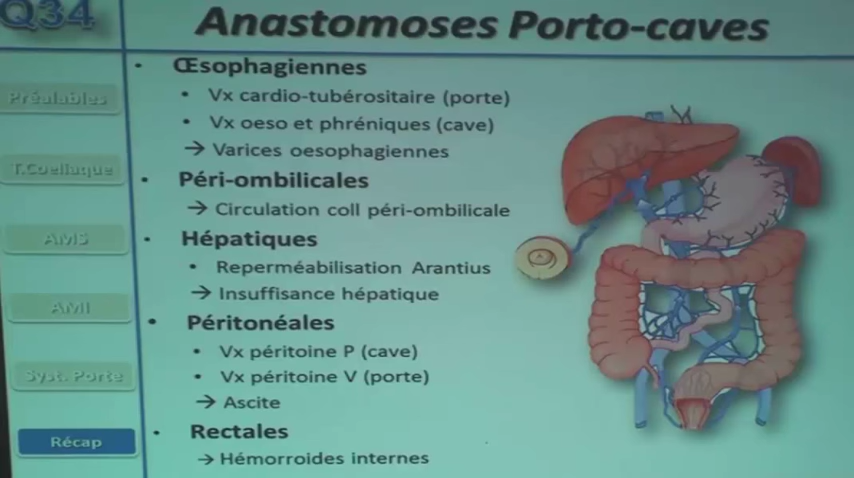 Q34
Anastomoses Porto-caves
Préalables
T.Coeliaque
AMS
AMI
Syst. Porte
Récap
• Œsophagiennes
• Vx cardio-tubérositaire (porte)
• Vx oeso et phréniques (cave)
→ Varices oesophagiennes
• Péri-ombilicales
→ Circulation coll péri-ombilicale
• Hépatiques
• Reperméabilisation Arantius
→ Insuffisance hépatique
• Péritonéales
• Vx péritoine P (cave)
• Vx péritoine V (porte)
→ Ascite
• Rectales
→ Hémorroides internes